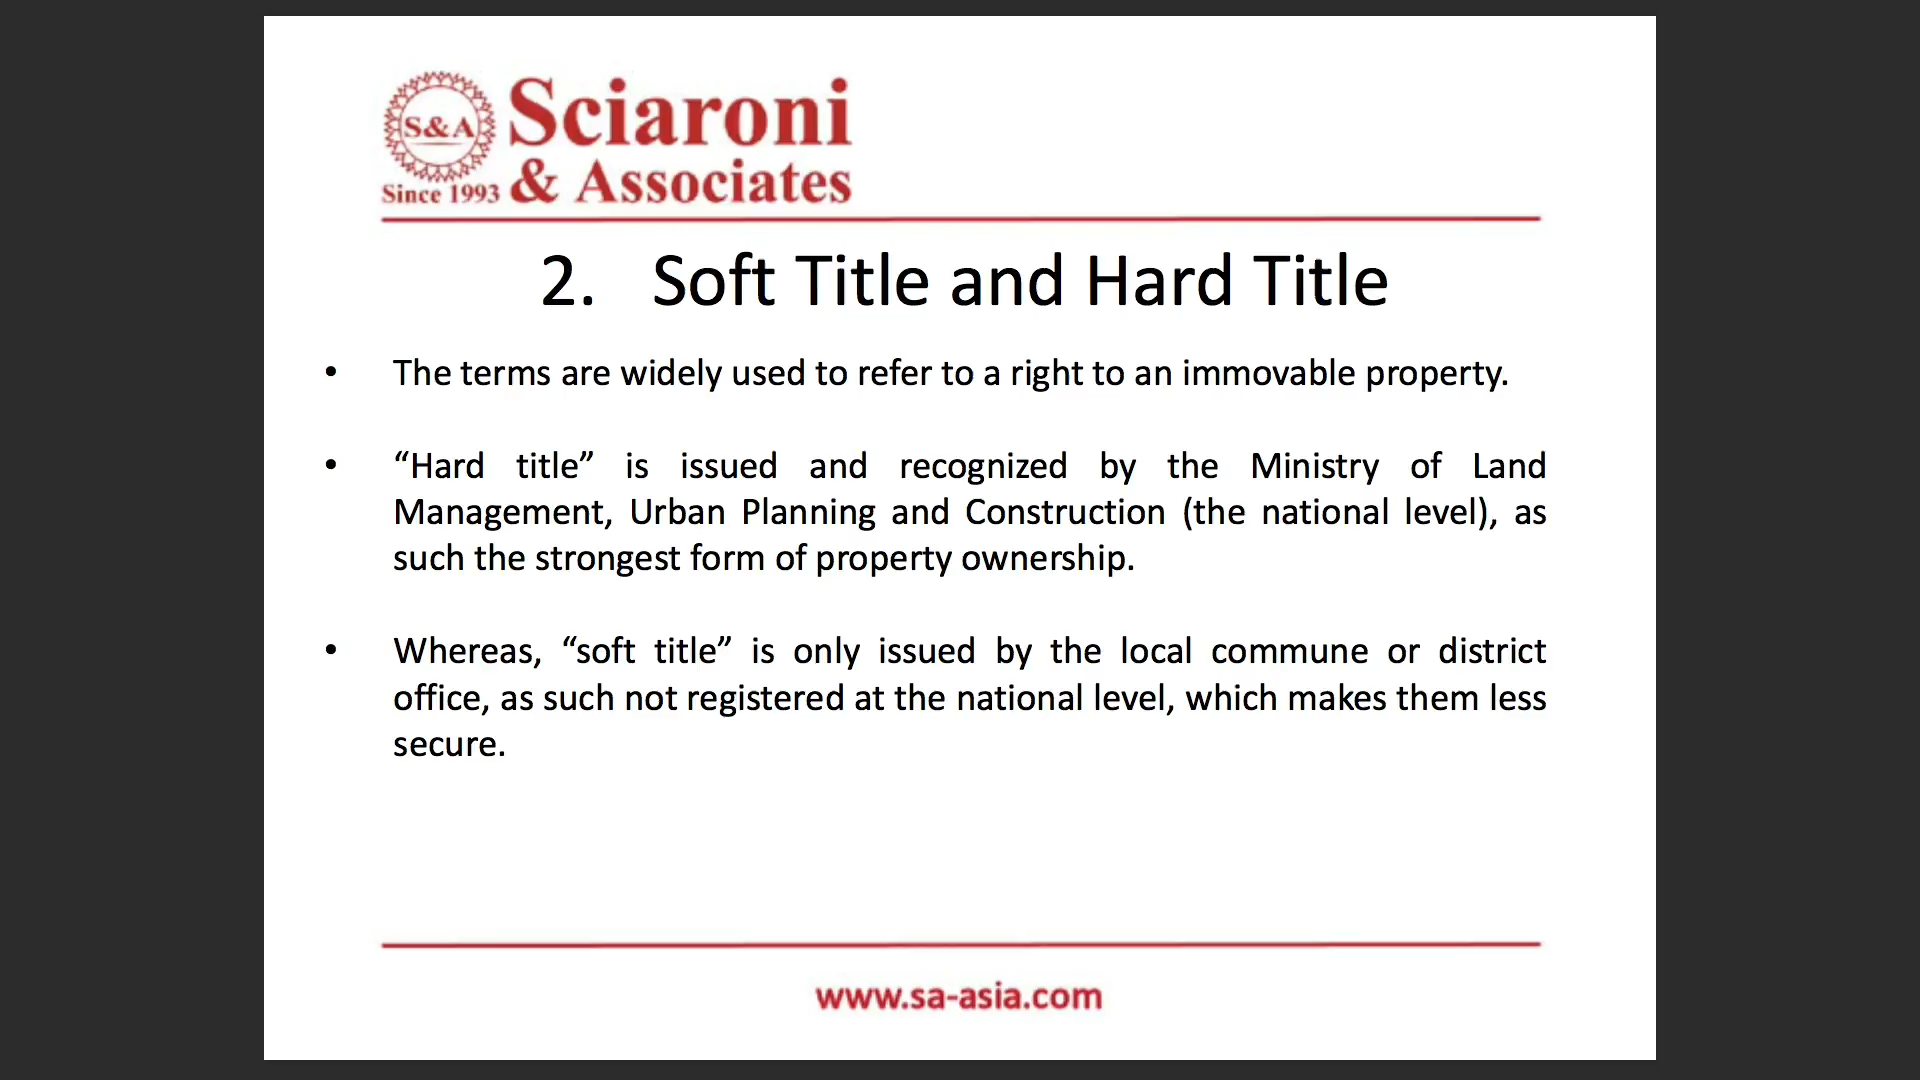 S&A
Since 1993
Sciaroni
& Associates
2. Soft Title and Hard Title
• The terms are widely used to refer to a right to an immovable property.
• “Hard title” is issued and recognized by the Ministry of Land
Management, Urban Planning and Construction (the national level), as
such the strongest form of property ownership.
• Whereas, “soft title” is only issued by the local commune or district
office, as such not registered at the national level, which makes them less
secure.
www.sa-asia.com